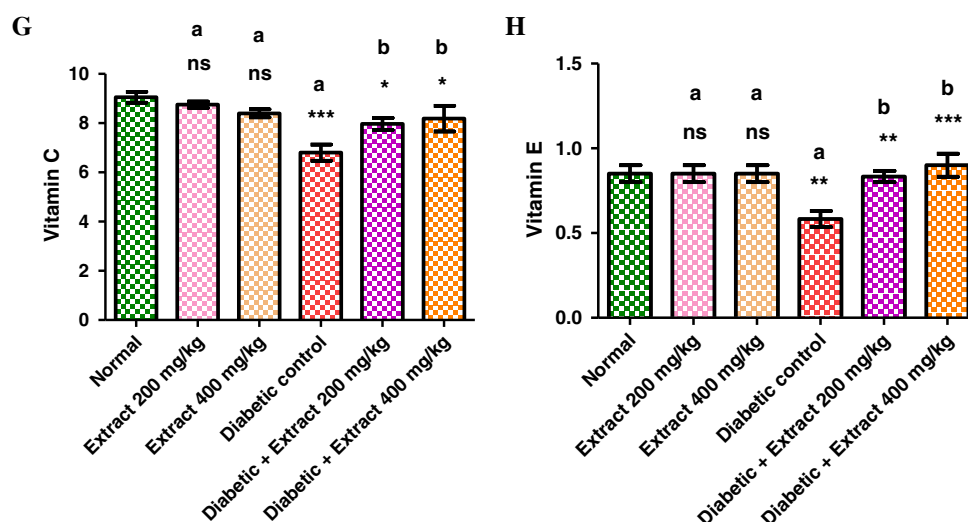 G
a
a
b
b
ns
ns
a
*
*
***
10
8
6
4
2
0
Vitamin C
Normal
Extract 200 mg/kg
Extract 400 mg/kg
Diabetic control
Diabetic + Extract 200 mg/kg
Diabetic + Extract 400 mg/kg
H
a
a
b
b
ns
ns
**
***
a
**
1.5
1.0
0.5
0.0
Vitamin E
Normal
Extract 200 mg/kg
Extract 400 mg/kg
Diabetic control
Diabetic + Extract 200 mg/kg
Diabetic + Extract 400 mg/kg